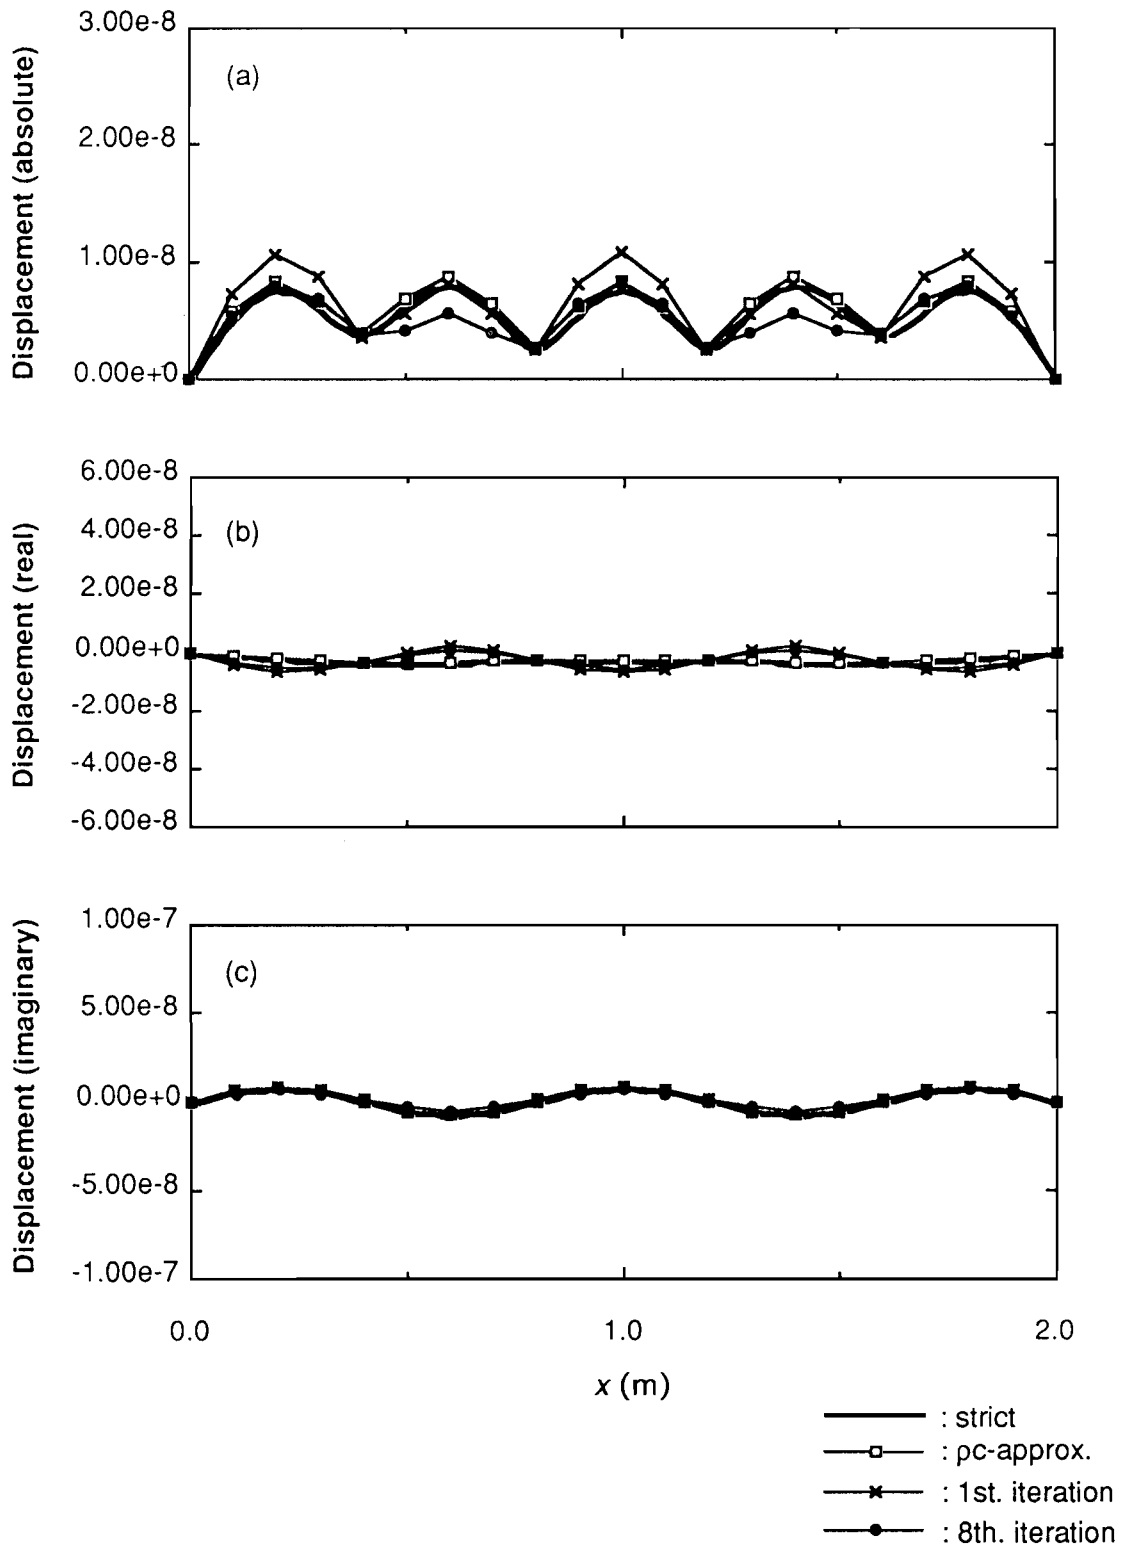 Displacement (absolute)
3.00e-8
2.00e-8
1.00e-8
0.00e+0
(a)
Displacement (real)
6.00e-8
4.00e-8
2.00e-8
0.00e+0
-2.00e-8
-4.00e-8
-6.00e-8
(b)
Displacement (imaginary)
1.00e-7
5.00e-8
0.00e+0
-5.00e-8
-1.00e-7
(c)
0.0 1.0 2.0
x (m)
: strict
: ρc-approx.
: 1st. iteration
: 8th. iteration